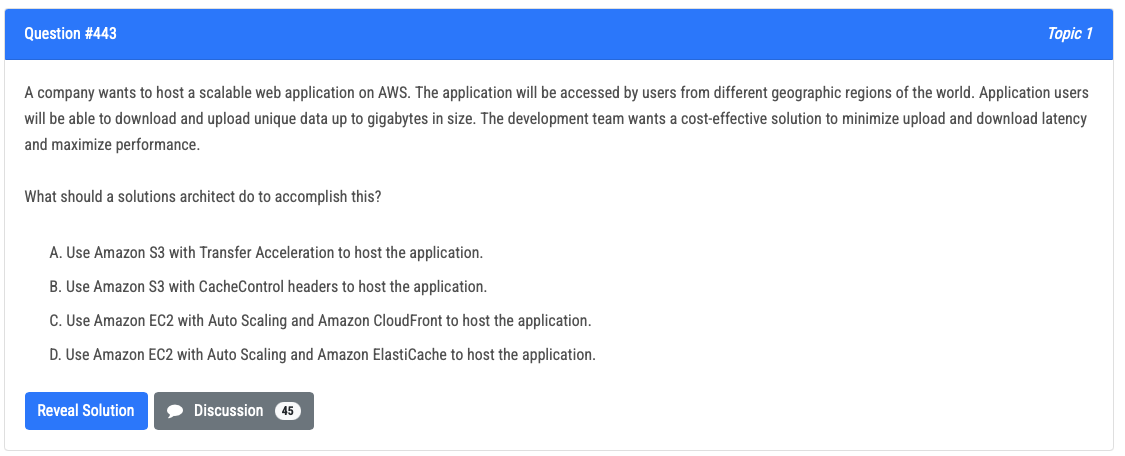 Question #443
Topic 1
A company wants to host a scalable web application on AWS. The application will be accessed by users from different geographic regions of the world. Application users
will be able to download and upload unique data up to gigabytes in size. The development team wants a cost-effective solution to minimize upload and download latency
and maximize performance.
What should a solutions architect do to accomplish this?
A. Use Amazon S3 with Transfer Acceleration to host the application.
B. Use Amazon S3 with CacheControl headers to host the application.
C. Use Amazon EC2 with Auto Scaling and Amazon CloudFront to host the application.
D. Use Amazon EC2 with Auto Scaling and Amazon ElastiCache to host the application.
Reveal Solution
Discussion 45